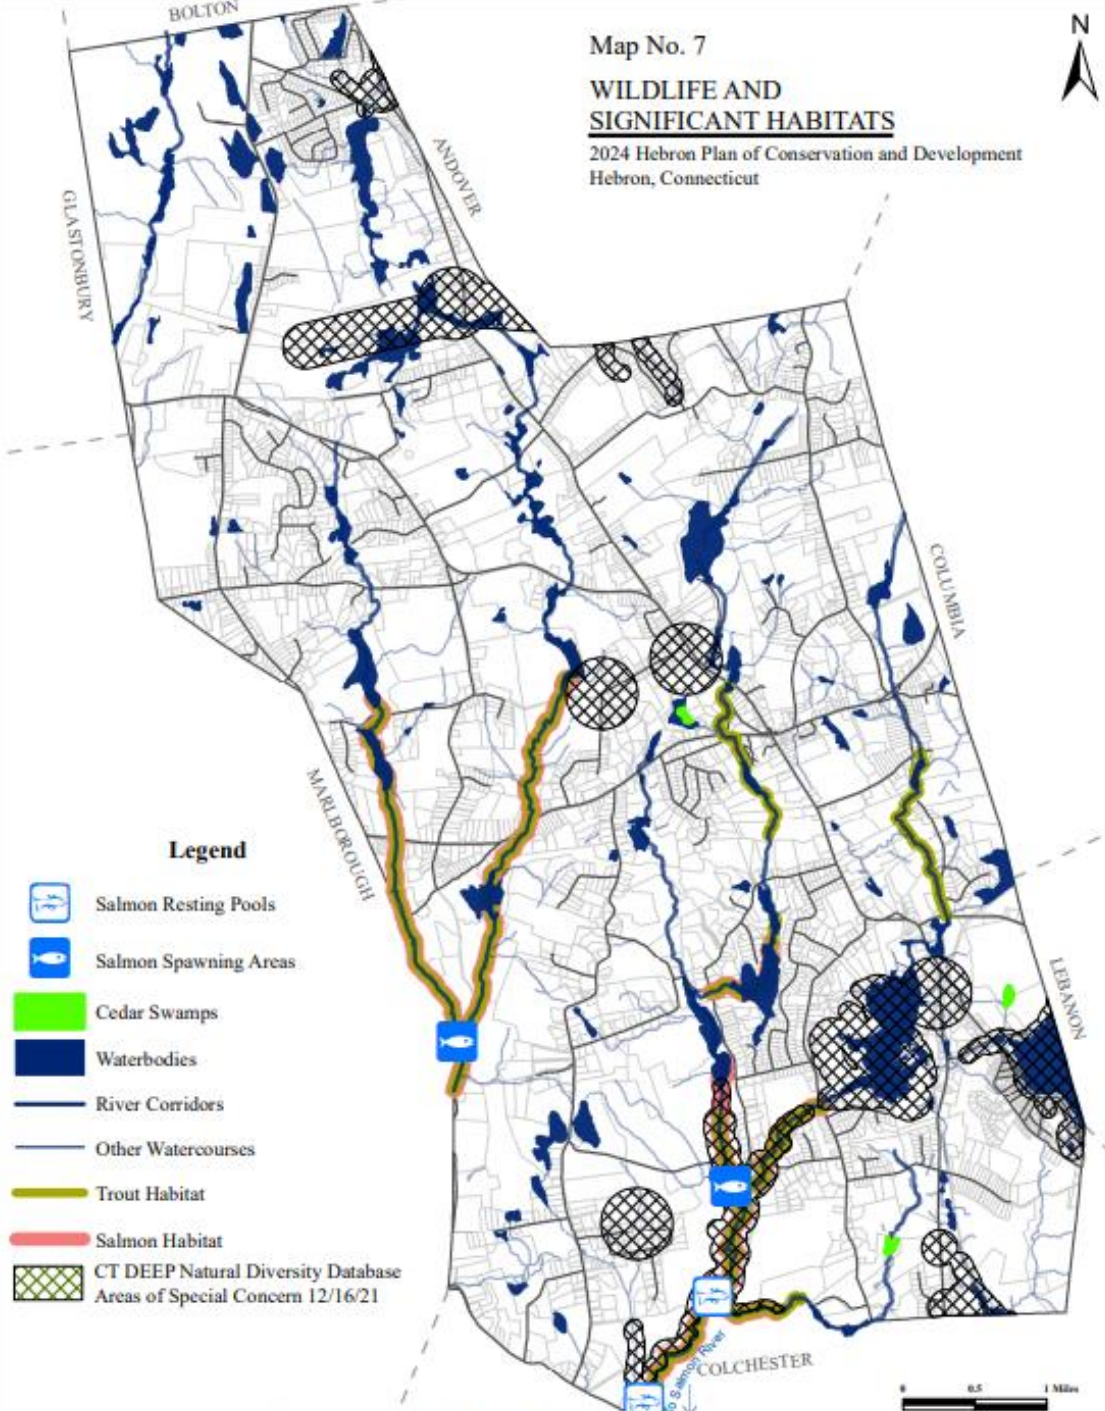 BOLTON
Map No. 7
WILDLIFE AND
SIGNIFICANT HABITATS
2024 Hebron Plan of Conservation and Development
Hebron, Connecticut
N
ANDOVER
GLASTONBURY
COLUMBIA
MARLBOROUGH
LEBANON
Legend
Salmon Resting Pools
Salmon Spawning Areas
Cedar Swamps
Waterbodies
River Corridors
Other Watercourses
Trout Habitat
Salmon Habitat
CT DEEP Natural Diversity Database
Areas of Special Concern 12/16/21
Salmon River
COLCHESTER
0 0.5 1 Miles